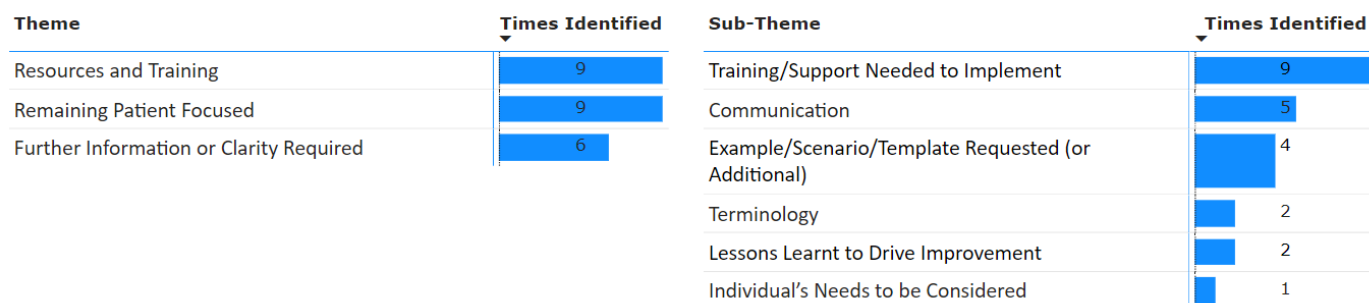 Theme Times Identified
Resources and Training 9
Remaining Patient Focused 9
Further Information or Clarity Required 6
Sub-Theme Times Identified
Training/Support Needed to Implement 9
Communication 5
Example/Scenario/Template Requested (or 4
Additional)
Terminology 2
Lessons Learnt to Drive Improvement 2
Individual’s Needs to be Considered 1